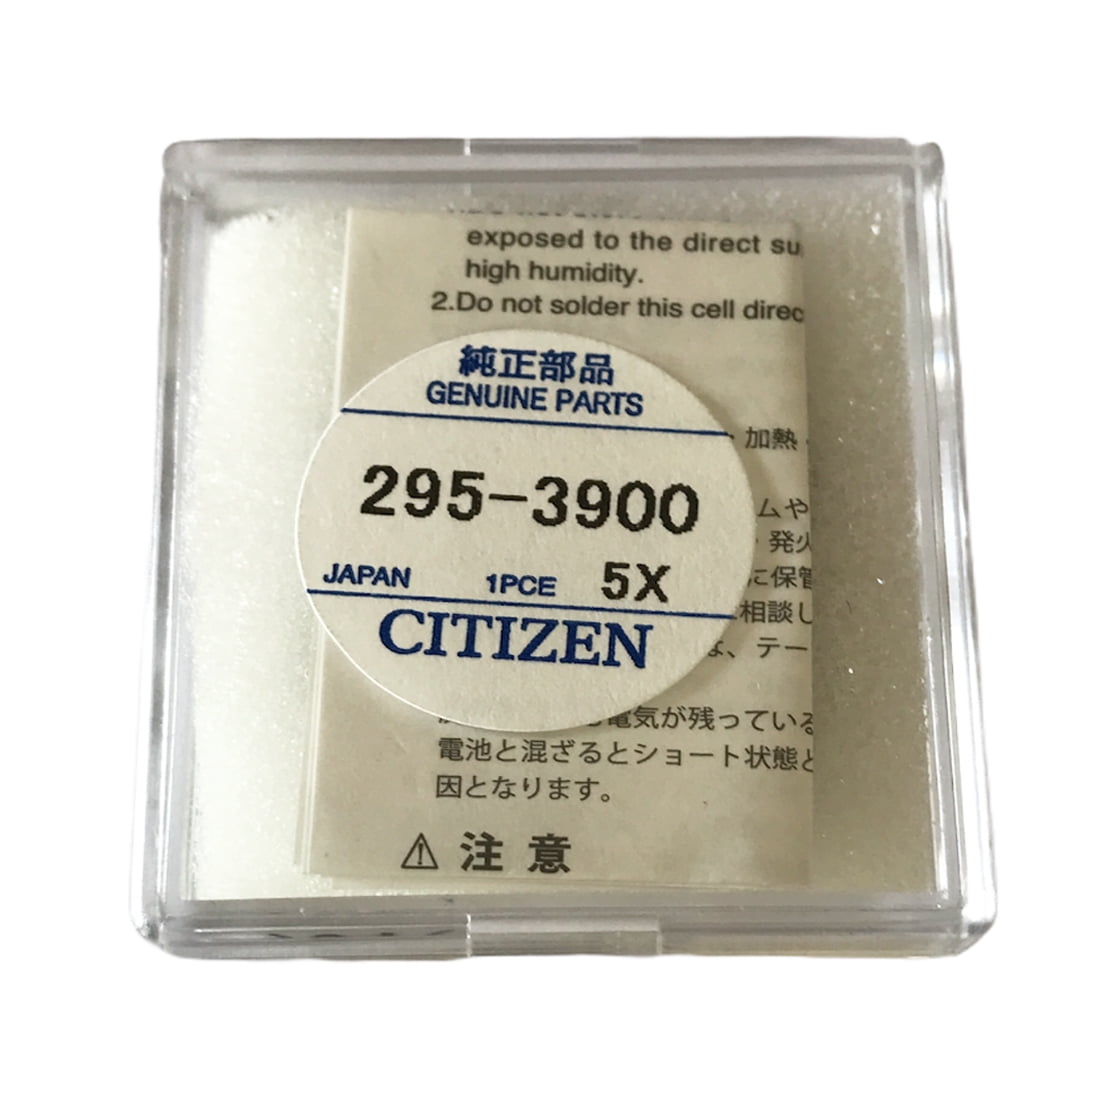 exposed to the direct su
high humidity.
2.Do not solder this cell direc
純正部品
GENUINE PARTS
加熱
295-3900
ムや
発火
JAPAN 1PCE 5X
に保管
相談し
CITIZEN
、テー
電気が残っている
電池と混ざるとショート状態と
因となります。
⚠ 注意